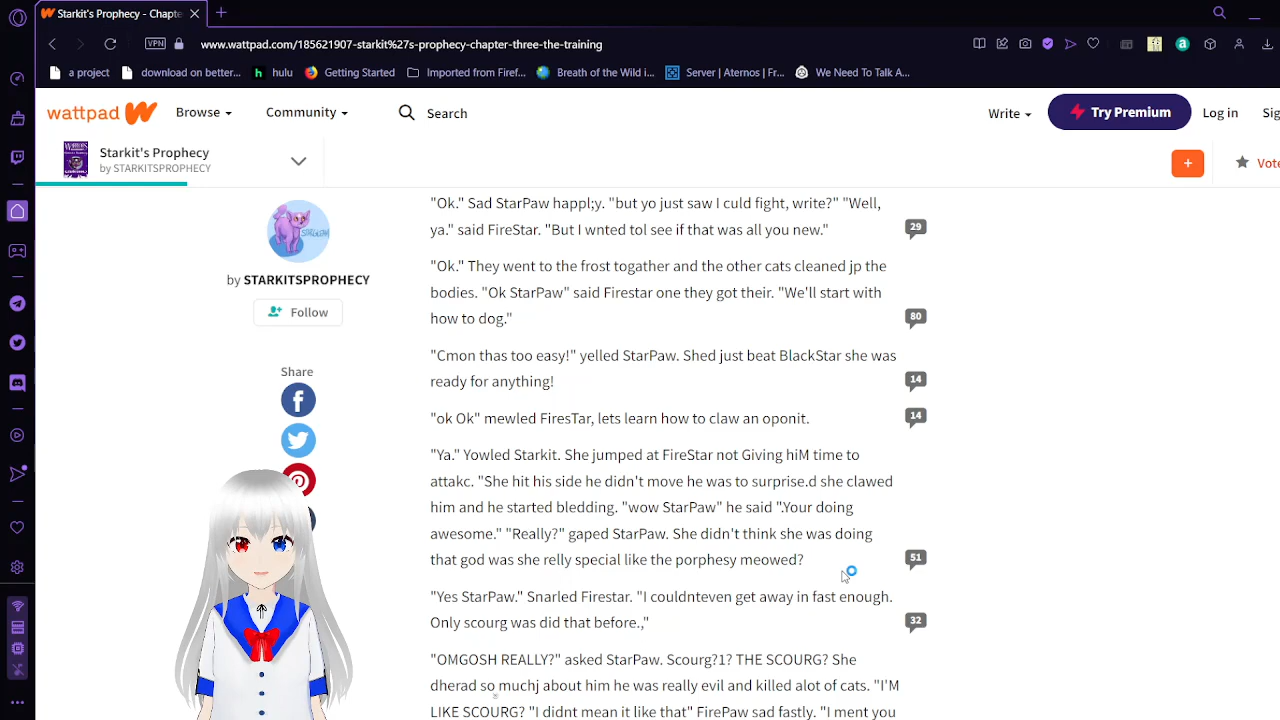 Starkit's Prophecy - Chapte
VPN
www.wattpad.com/185621907-starkit%27s-prophecy-chapter-three-the-training
a project
download on better...
hulu
Getting Started
Imported from Firef...
Breath of the Wild i...
Server | Aternos | Fr...
We Need To Talk A...
wattpad
Browse
Community
Search
Write
Try Premium
Log in
Sig
Starkit's Prophecy
by STARKITSPROPHECY
Vote
by STARKITSPROPHECY
Follow
Share
"Ok." Sad StarPaw happl;y. "but yo just saw I culd fight, write?" "Well,
ya." said FireStar. "But I wnted tol see if that was all you new."
29
"Ok." They went to the frost togather and the other cats cleaned jp the
bodies. "Ok StarPaw" said Firestar one they got their. "We'll start with
how to dog."
80
"Cmon thas too easy!" yelled StarPaw. Shed just beat BlackStar she was
ready for anything!
14
"ok Ok" mewled FiresTar, lets learn how to claw an oponit.
14
"Ya." Yowled Starkit. She jumped at FireStar not Giving hiM time to
attakc. "She hit his side he didn't move he was to surprise.d she clawed
him and he started bledding. "wow StarPaw" he said ".Your doing
awesome." "Really?" gaped StarPaw. She didn't think she was doing
that god was she relly special like the porphesy meowed?
51
"Yes StarPaw." Snarled Firestar. "I couldnteven get away in fast enough.
Only scourg was did that before.,"
32
"OMGOSH REALLY?" asked StarPaw. Scourg?1? THE SCOURG? She
dherad so muchj about him he was really evil and killed alot of cats. "I'M
LIKE SCOURG? "I didnt mean it like that" FirePaw sad fastly. "I ment you